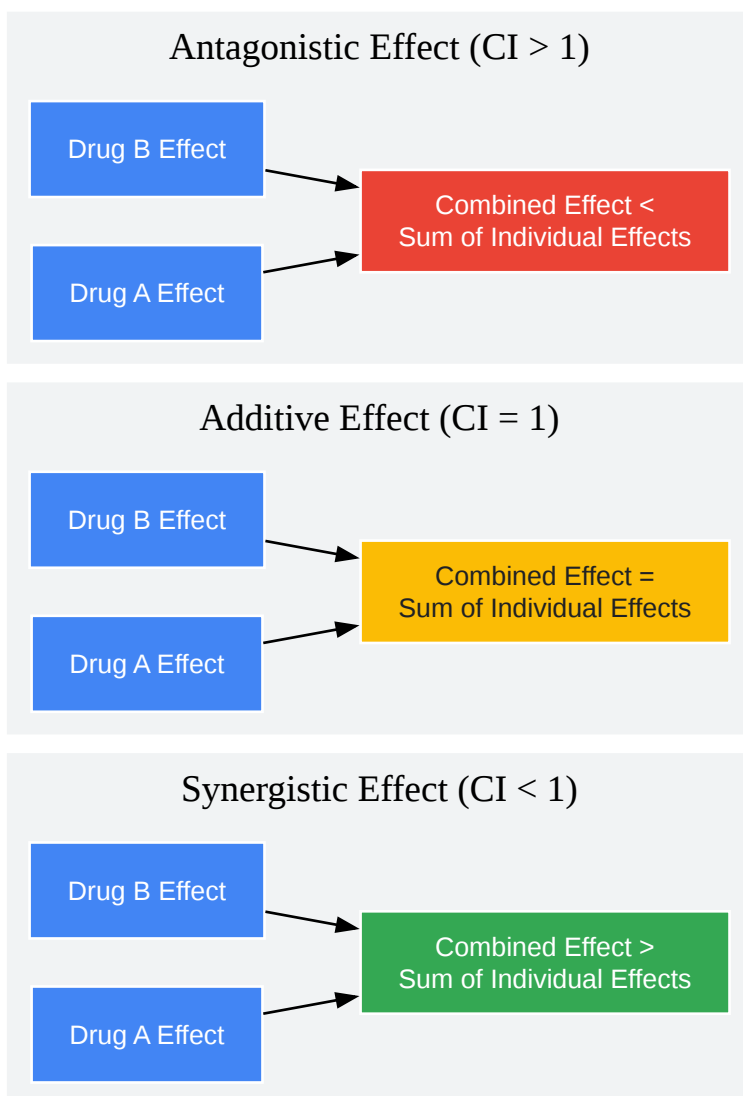 Antagonistic Effect (CI > 1)
Drug B Effect
Combined Effect <
Sum of Individual Effects
Drug A Effect
Additive Effect (CI = 1)
Drug B Effect
Combined Effect =
Sum of Individual Effects
Drug A Effect
Synergistic Effect (CI < 1)
Drug B Effect
Combined Effect >
Sum of Individual Effects
Drug A Effect